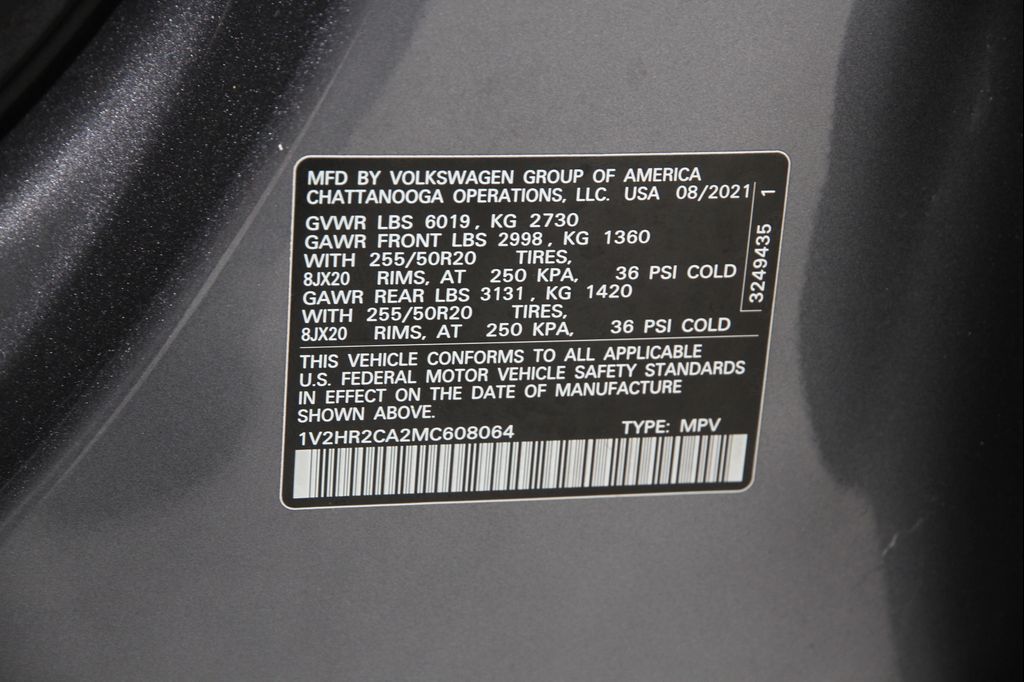 MFD BY VOLKSWAGEN GROUP OF AMERICA
CHATTANOOGA OPERATIONS, LLC. USA 08/2021
GVWR LBS 6019, KG 2730
GAWR FRONT LBS 2998, KG 1360
WITH 255/50R20 TIRES,
8JX20 RIMS, AT 250 KPA, 36 PSI COLD
GAWR REAR LBS 3131, KG 1420
WITH 255/50R20 TIRES,
8JX20 RIMS, AT 250 KPA, 36 PSI COLD
3249435 1
THIS VEHICLE CONFORMS TO ALL APPLICABLE
U.S. FEDERAL MOTOR VEHICLE SAFETY STANDARDS
IN EFFECT ON THE DATE OF MANUFACTURE
SHOWN ABOVE.
1V2HR2CA2MC608064 TYPE: MPV